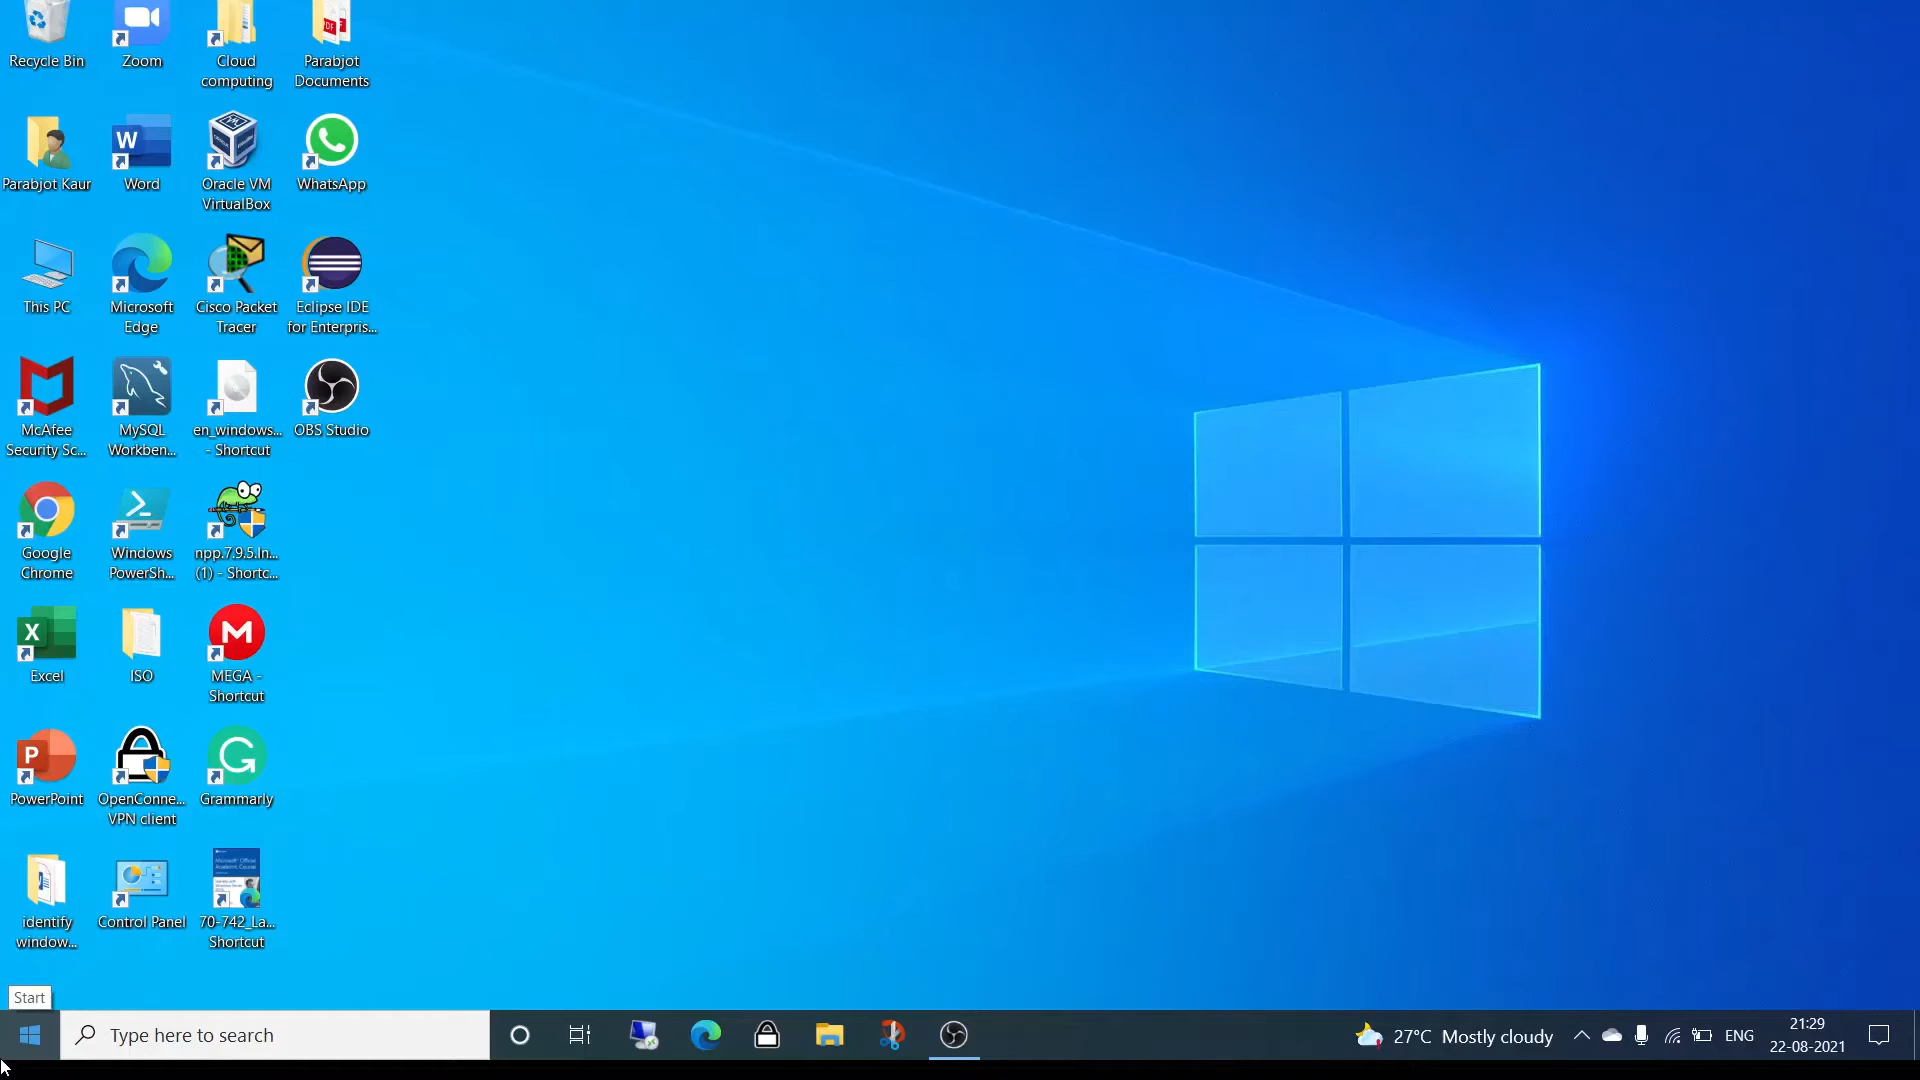 Recycle Bin
Zoom
Cloud
computing
Parabjot
Documents
Parabjot Kaur
Word
Oracle VM
VirtualBox
WhatsApp
This PC
Microsoft
Edge
Cisco Packet
Tracer
Eclipse IDE
for Enterpris...
McAfee
Security Sc...
MySQL
Workben...
en_windows...
- Shortcut
OBS Studio
Google
Chrome
Windows
PowerSh...
npp.7.9.5.In...
(1) - Shortc...
Excel
ISO
MEGA -
Shortcut
PowerPoint
OpenConne...
VPN client
Grammarly
identify
window...
Control Panel
70-742_La...
Shortcut
Start
Type here to search
27°C Mostly cloudy
ENG
21:29
22-08-2021